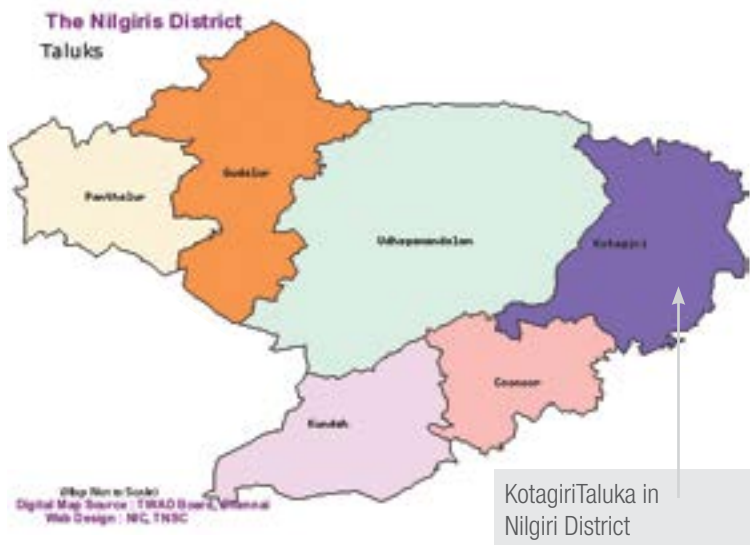 The Nilgiris District
Taluks
Gudalur
Panthalur
Udhagamandalam
Kotagiri
Coonoor
Kundah
(Map Not to Scale)
Digital Map Source : TWAD Board, Chennai
Web Design : NIC, TNSC
KotagiriTaluka in
Nilgiri District